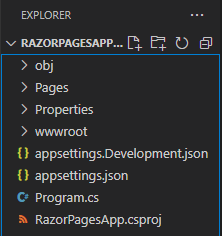 EXPLORER
RAZORPAGESAPP...
obj
Pages
Properties
wwwroot
{} appsettings.Development.json
{} appsettings.json
C# Program.cs
RazorPagesApp.csproj